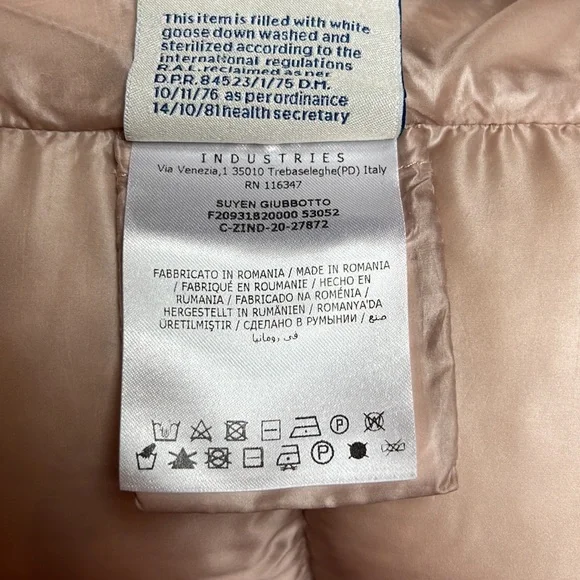 This item is filled with white
goose down washed and
sterilized according to the
international regulations
R.A.L. reclaimed as per
D.P.R. 845 23/1/75 D.M.
10/11/76 as per ordinance
14/10/81 health secretary
INDUSTRIES
Via Venezia,1 35010 Trebaseleghe(PD) Italy
RN 116347
SUYEN GIUBBOTTO
F20931B20000 53052
C-ZIND-20-27872
FABBRICATO IN ROMANIA / MADE IN ROMANIA
/ FABRIQUÉ EN ROUMANIE / HECHO EN
RUMANIA / FABRICADO NA ROMÉNIA /
HERGESTELLT IN RUMÄNIEN / ROMANYA'DA
ÜRETILMIŞTIR / СДЕЛАНО В РУМЫНИИ / صنع
في رومانيا
P W
P